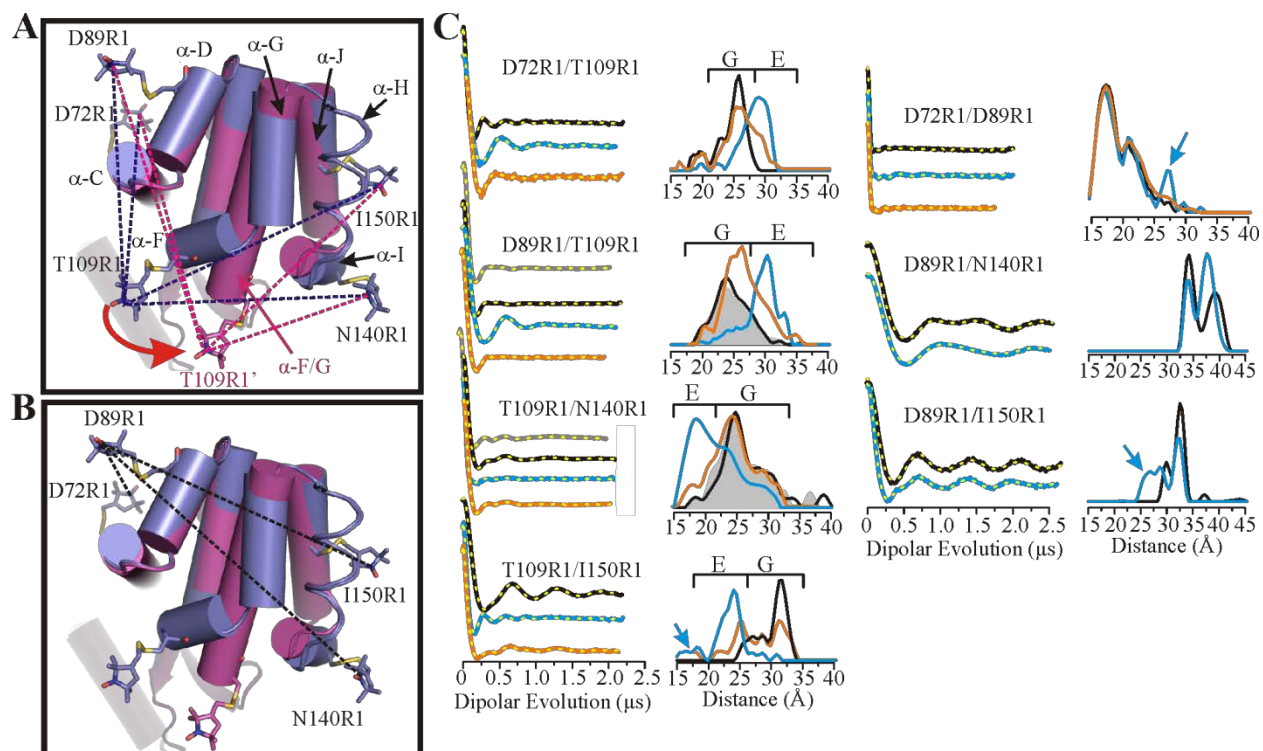 A
D89R1
α-D
α-G
α-J
α-H
D72R1
α-C
I150R1
α-F
T109R1
α-I
N140R1
T109R1'
α-F/G
B
D89R1
D72R1
I150R1
N140R1
C
D72R1/T109R1
G E
15 20 25 30 35 40
D89R1/T109R1
G E
15 20 25 30 35 40
T109R1/N140R1
E G
15 20 25 30 35 40
T109R1/I150R1
E G
0 0.5 1.0 1.5 2.0 2.5
Dipolar Evolution (μs)
15 20 25 30 35 40
Distance (Å)
D72R1/D89R1
15 20 25 30 35 40
D89R1/N140R1
15 20 25 30 35 40 45
D89R1/I150R1
0 0.5 1.0 1.5 2.0 2.5
Dipolar Evolution (μs)
15 20 25 30 35 40 45
Distance (Å)